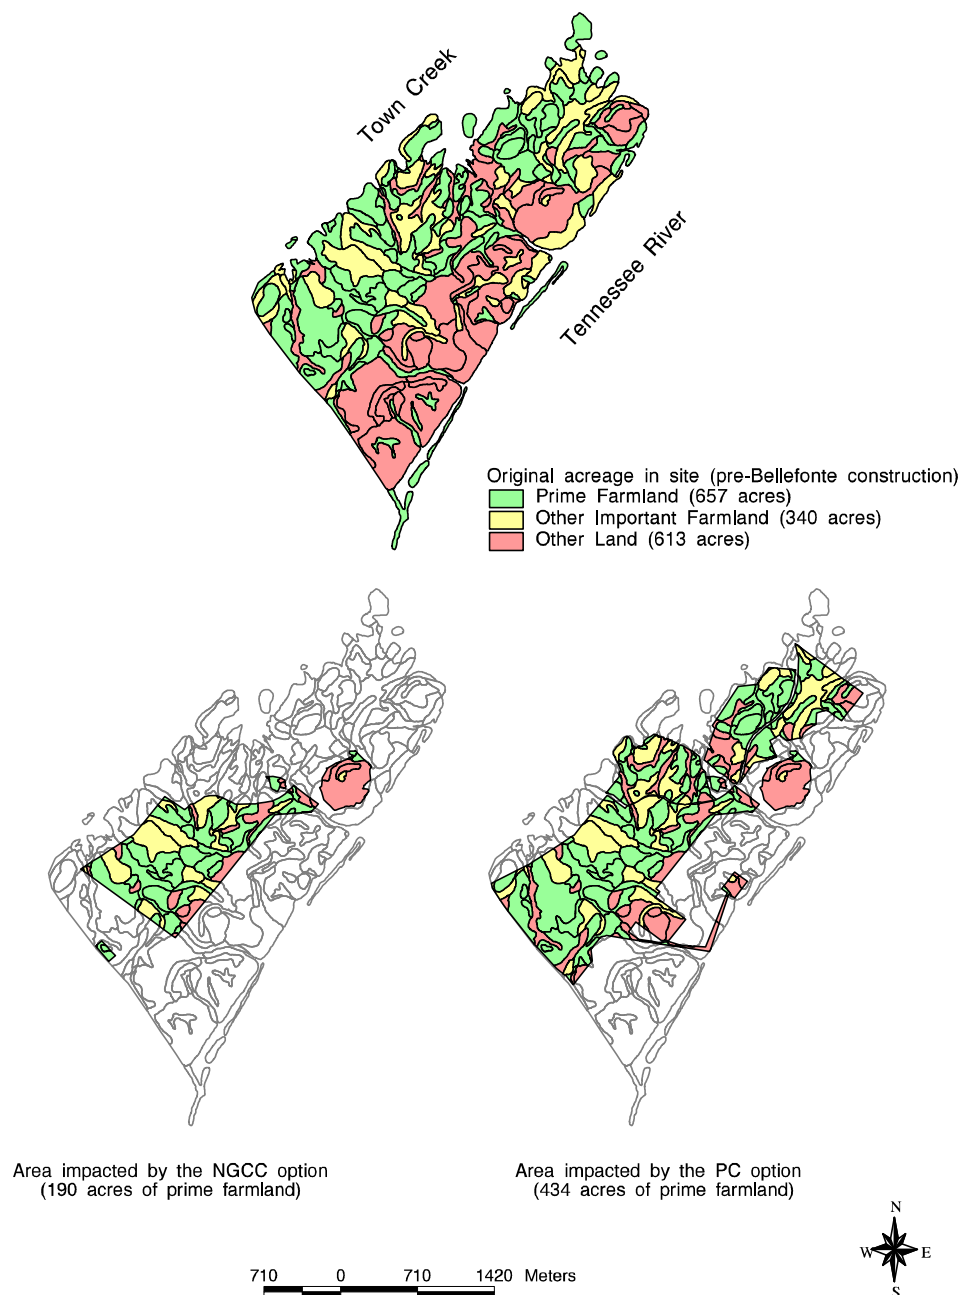 Town Creek
Tennessee River
Original acreage in site (pre-Bellefonte construction)
Prime Farmland (657 acres)
Other Important Farmland (340 acres)
Other Land (613 acres)
Area impacted by the NGCC option
(190 acres of prime farmland)
Area impacted by the PC option
(434 acres of prime farmland)
N
W E
S
710 0 710 1420 Meters